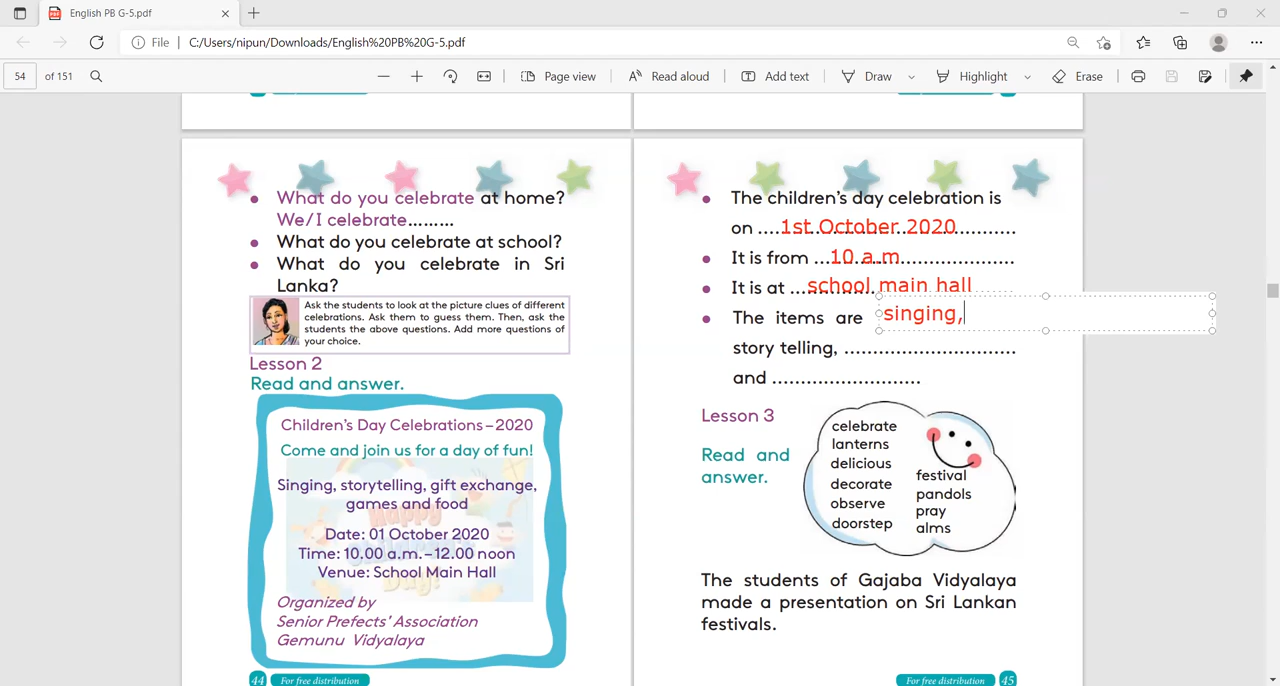 English PB G-5.pdf
File C:/Users/nipun/Downloads/English%20PB%20G-5.pdf
54 of 151 Page view Read aloud Add text Draw Highlight Erase
What do you celebrate at home?
We/I celebrate.........
What do you celebrate at school?
What do you celebrate in Sri
Lanka?
Ask the students to look at the picture clues of different
celebrations. Ask them to guess them. Then, ask the
students the above questions. Add more questions of
your choice.
Lesson 2
Read and answer.
Children's Day Celebrations – 2020
Come and join us for a day of fun!
Singing, storytelling, gift exchange,
games and food
Happy
Children's
Day!
Date: 01 October 2020
Time: 10.00 a.m. – 12.00 noon
Venue: School Main Hall
Organized by
Senior Prefects' Association
Gemunu Vidyalaya
44 For free distribution
The children's day celebration is
on ....1st October 2020..........
It is from ...10 a.m....................
It is at ...school main hall
The items are singing,
story telling, ..............................
and ..........................
Lesson 3
Read and
answer.
celebrate
lanterns
delicious
decorate
observe
doorstep
festival
pandols
pray
alms
The students of Gajaba Vidyalaya
made a presentation on Sri Lankan
festivals.
For free distribution 45